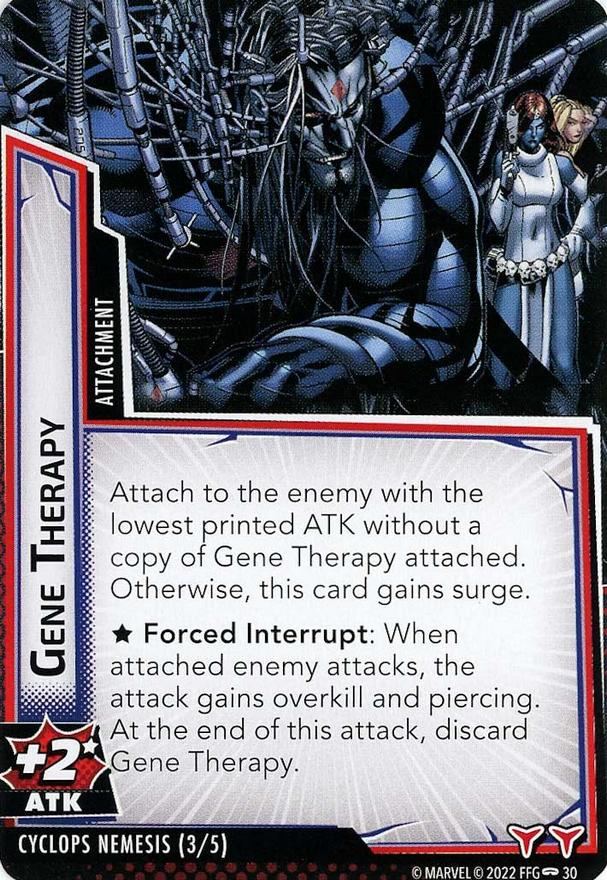 ATTACHMENT
GENE THERAPY
Attach to the enemy with the
lowest printed ATK without a
copy of Gene Therapy attached.
Otherwise, this card gains surge.
★ Forced Interrupt: When
attached enemy attacks, the
attack gains overkill and piercing.
At the end of this attack, discard
Gene Therapy.
+2★
ATK
CYCLOPS NEMESIS (3/5)
© MARVEL © 2022 FFG 30